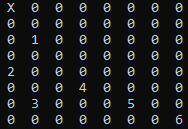 X 0 0 0 0 0 0 0
0 0 0 0 0 0 0 0
0 1 0 0 0 0 0 0
0 0 0 0 0 0 0 0
2 0 0 0 0 0 0 0
0 0 0 4 0 0 0 0
0 3 0 0 0 5 0 0
0 0 0 0 0 0 0 6